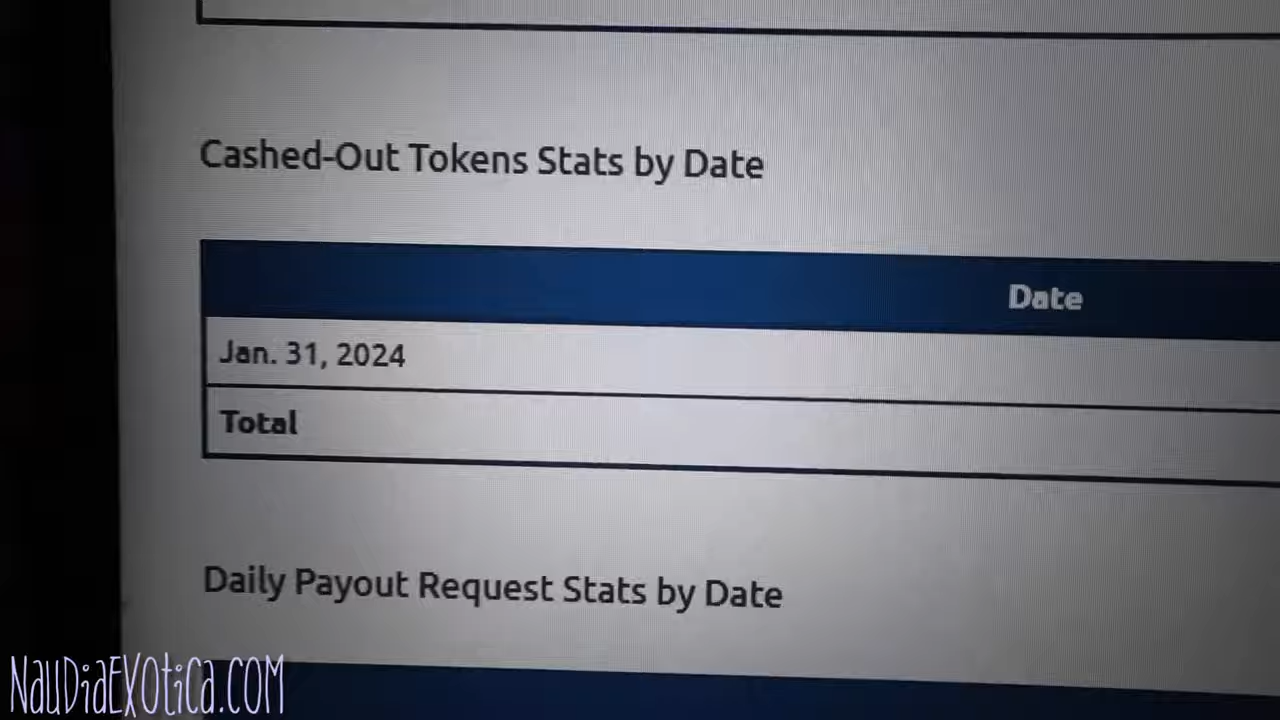 Cashed-Out Tokens Stats by Date
Date
Jan. 31, 2024
Total
Daily Payout Request Stats by Date
NaUDiaEXOtiCa.COM